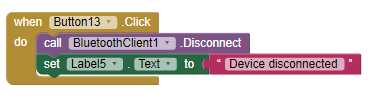 when Button13 .Click
do call BluetoothClient1 .Disconnect
set Label5 . Text to " Device disconnected "